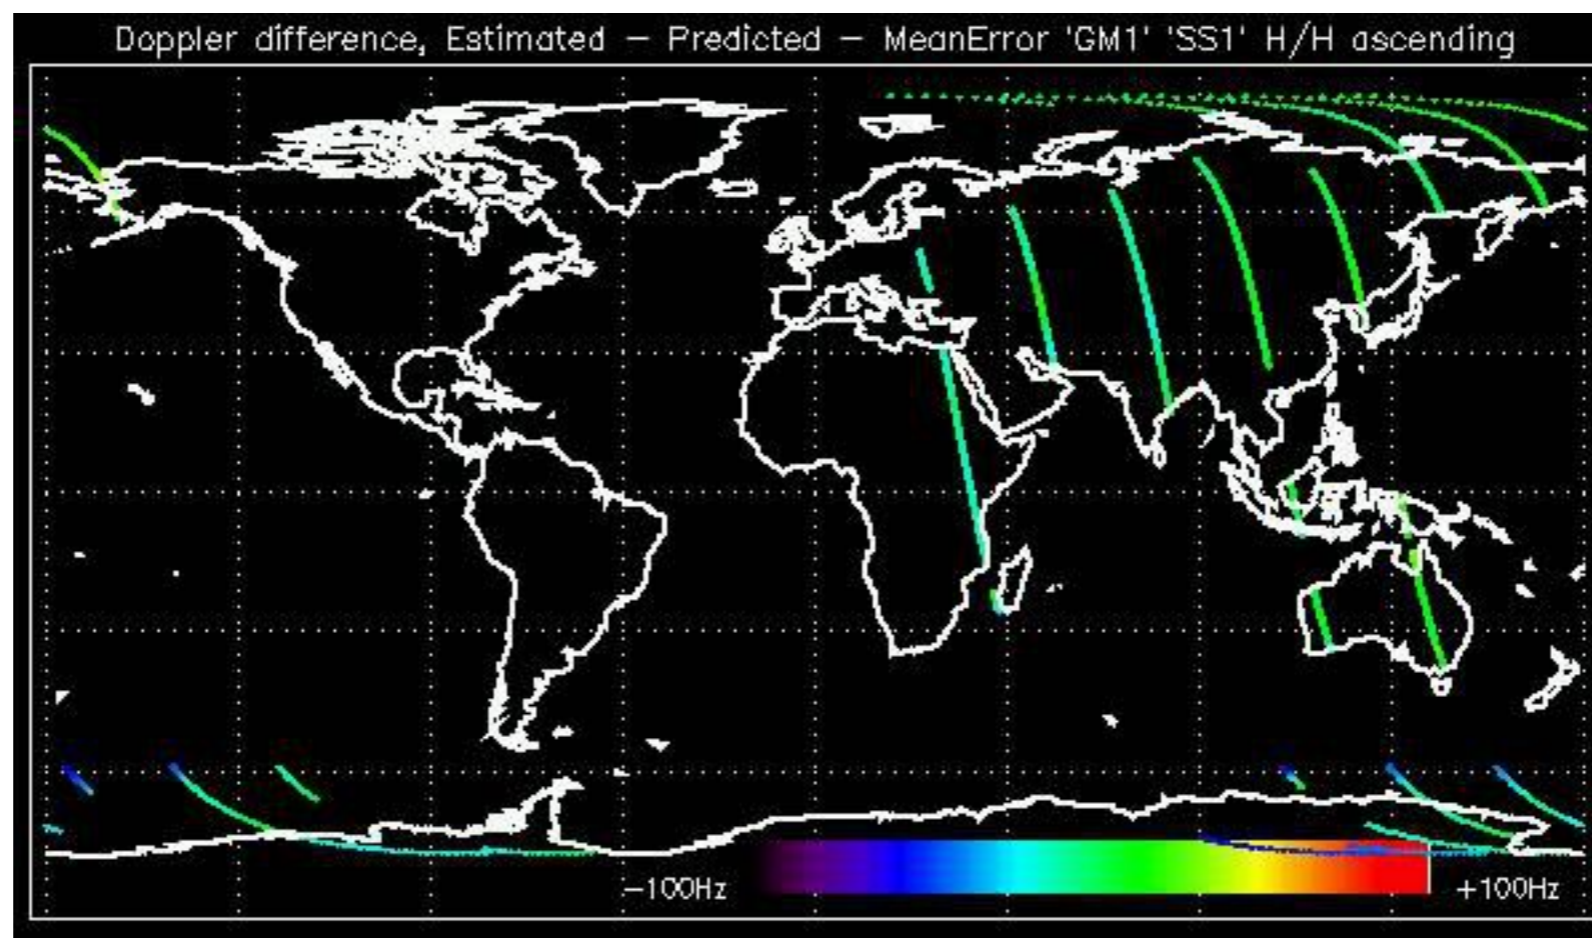 Doppler difference, Estimated – Predicted – MeanError 'GM1' 'SS1' H/H ascending
–100Hz +100Hz